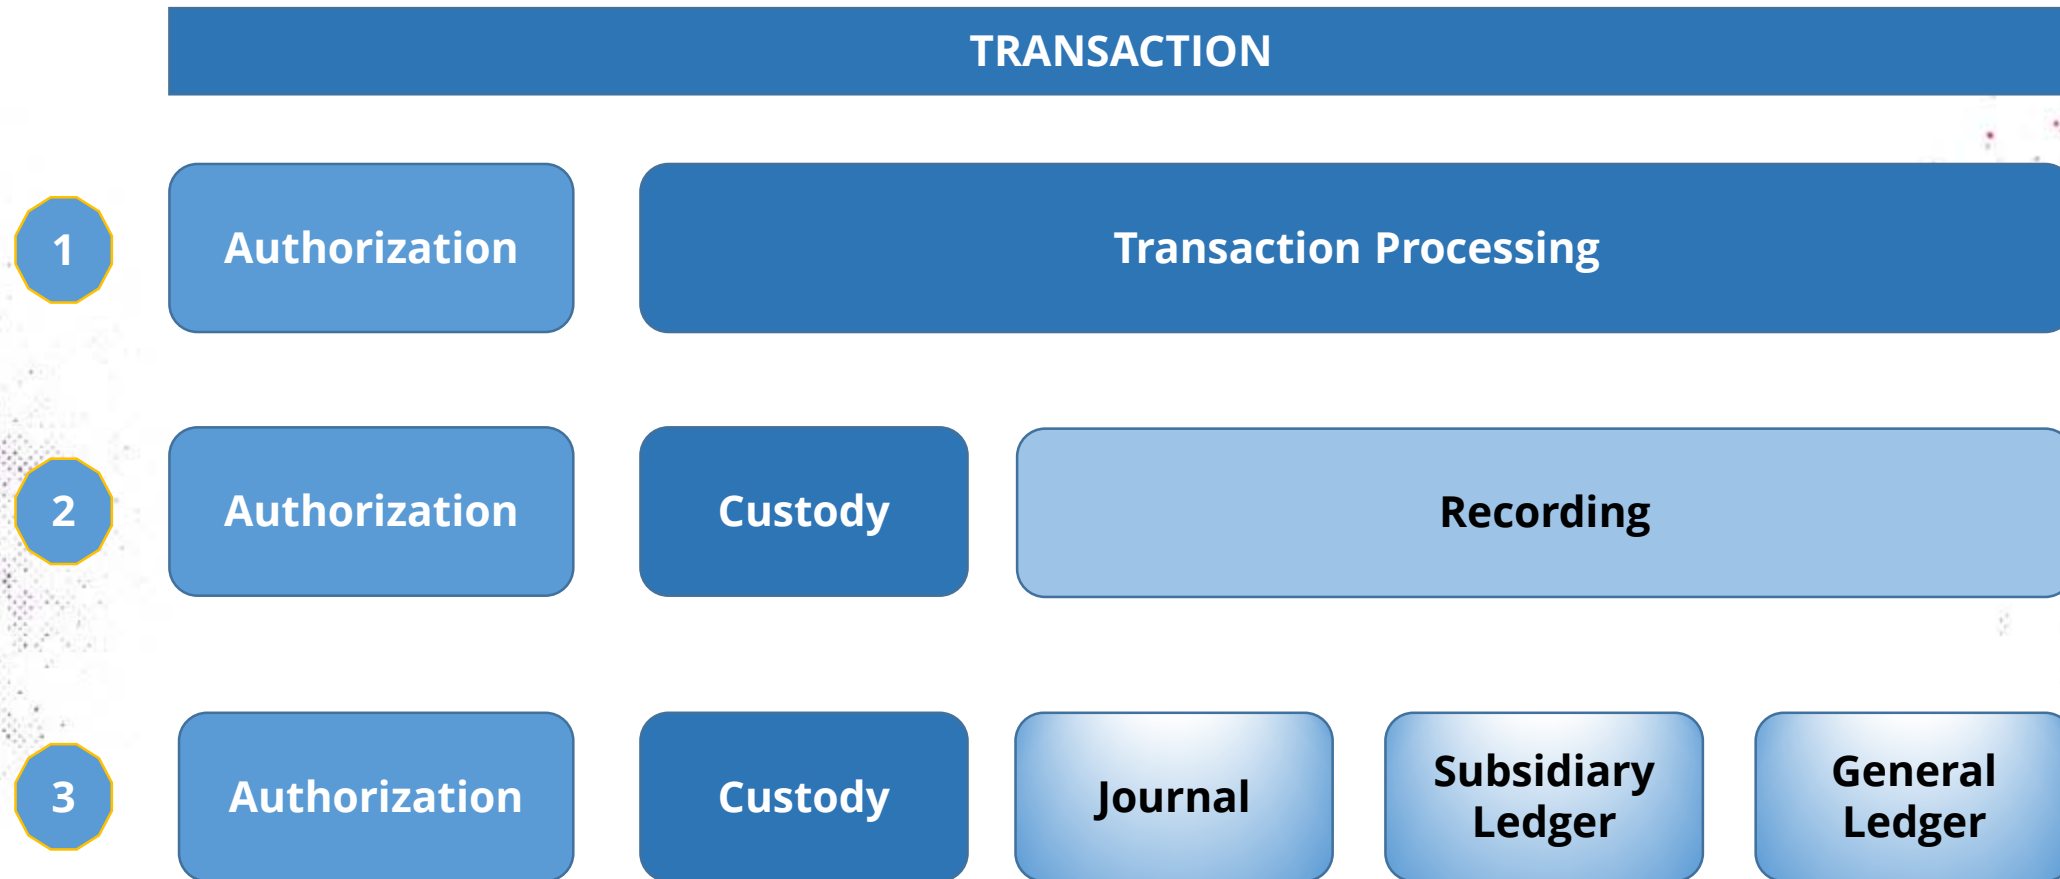 TRANSACTION
1
Authorization
Transaction Processing
2
Authorization
Custody
Recording
3
Authorization
Custody
Journal
Subsidiary
Ledger
General
Ledger